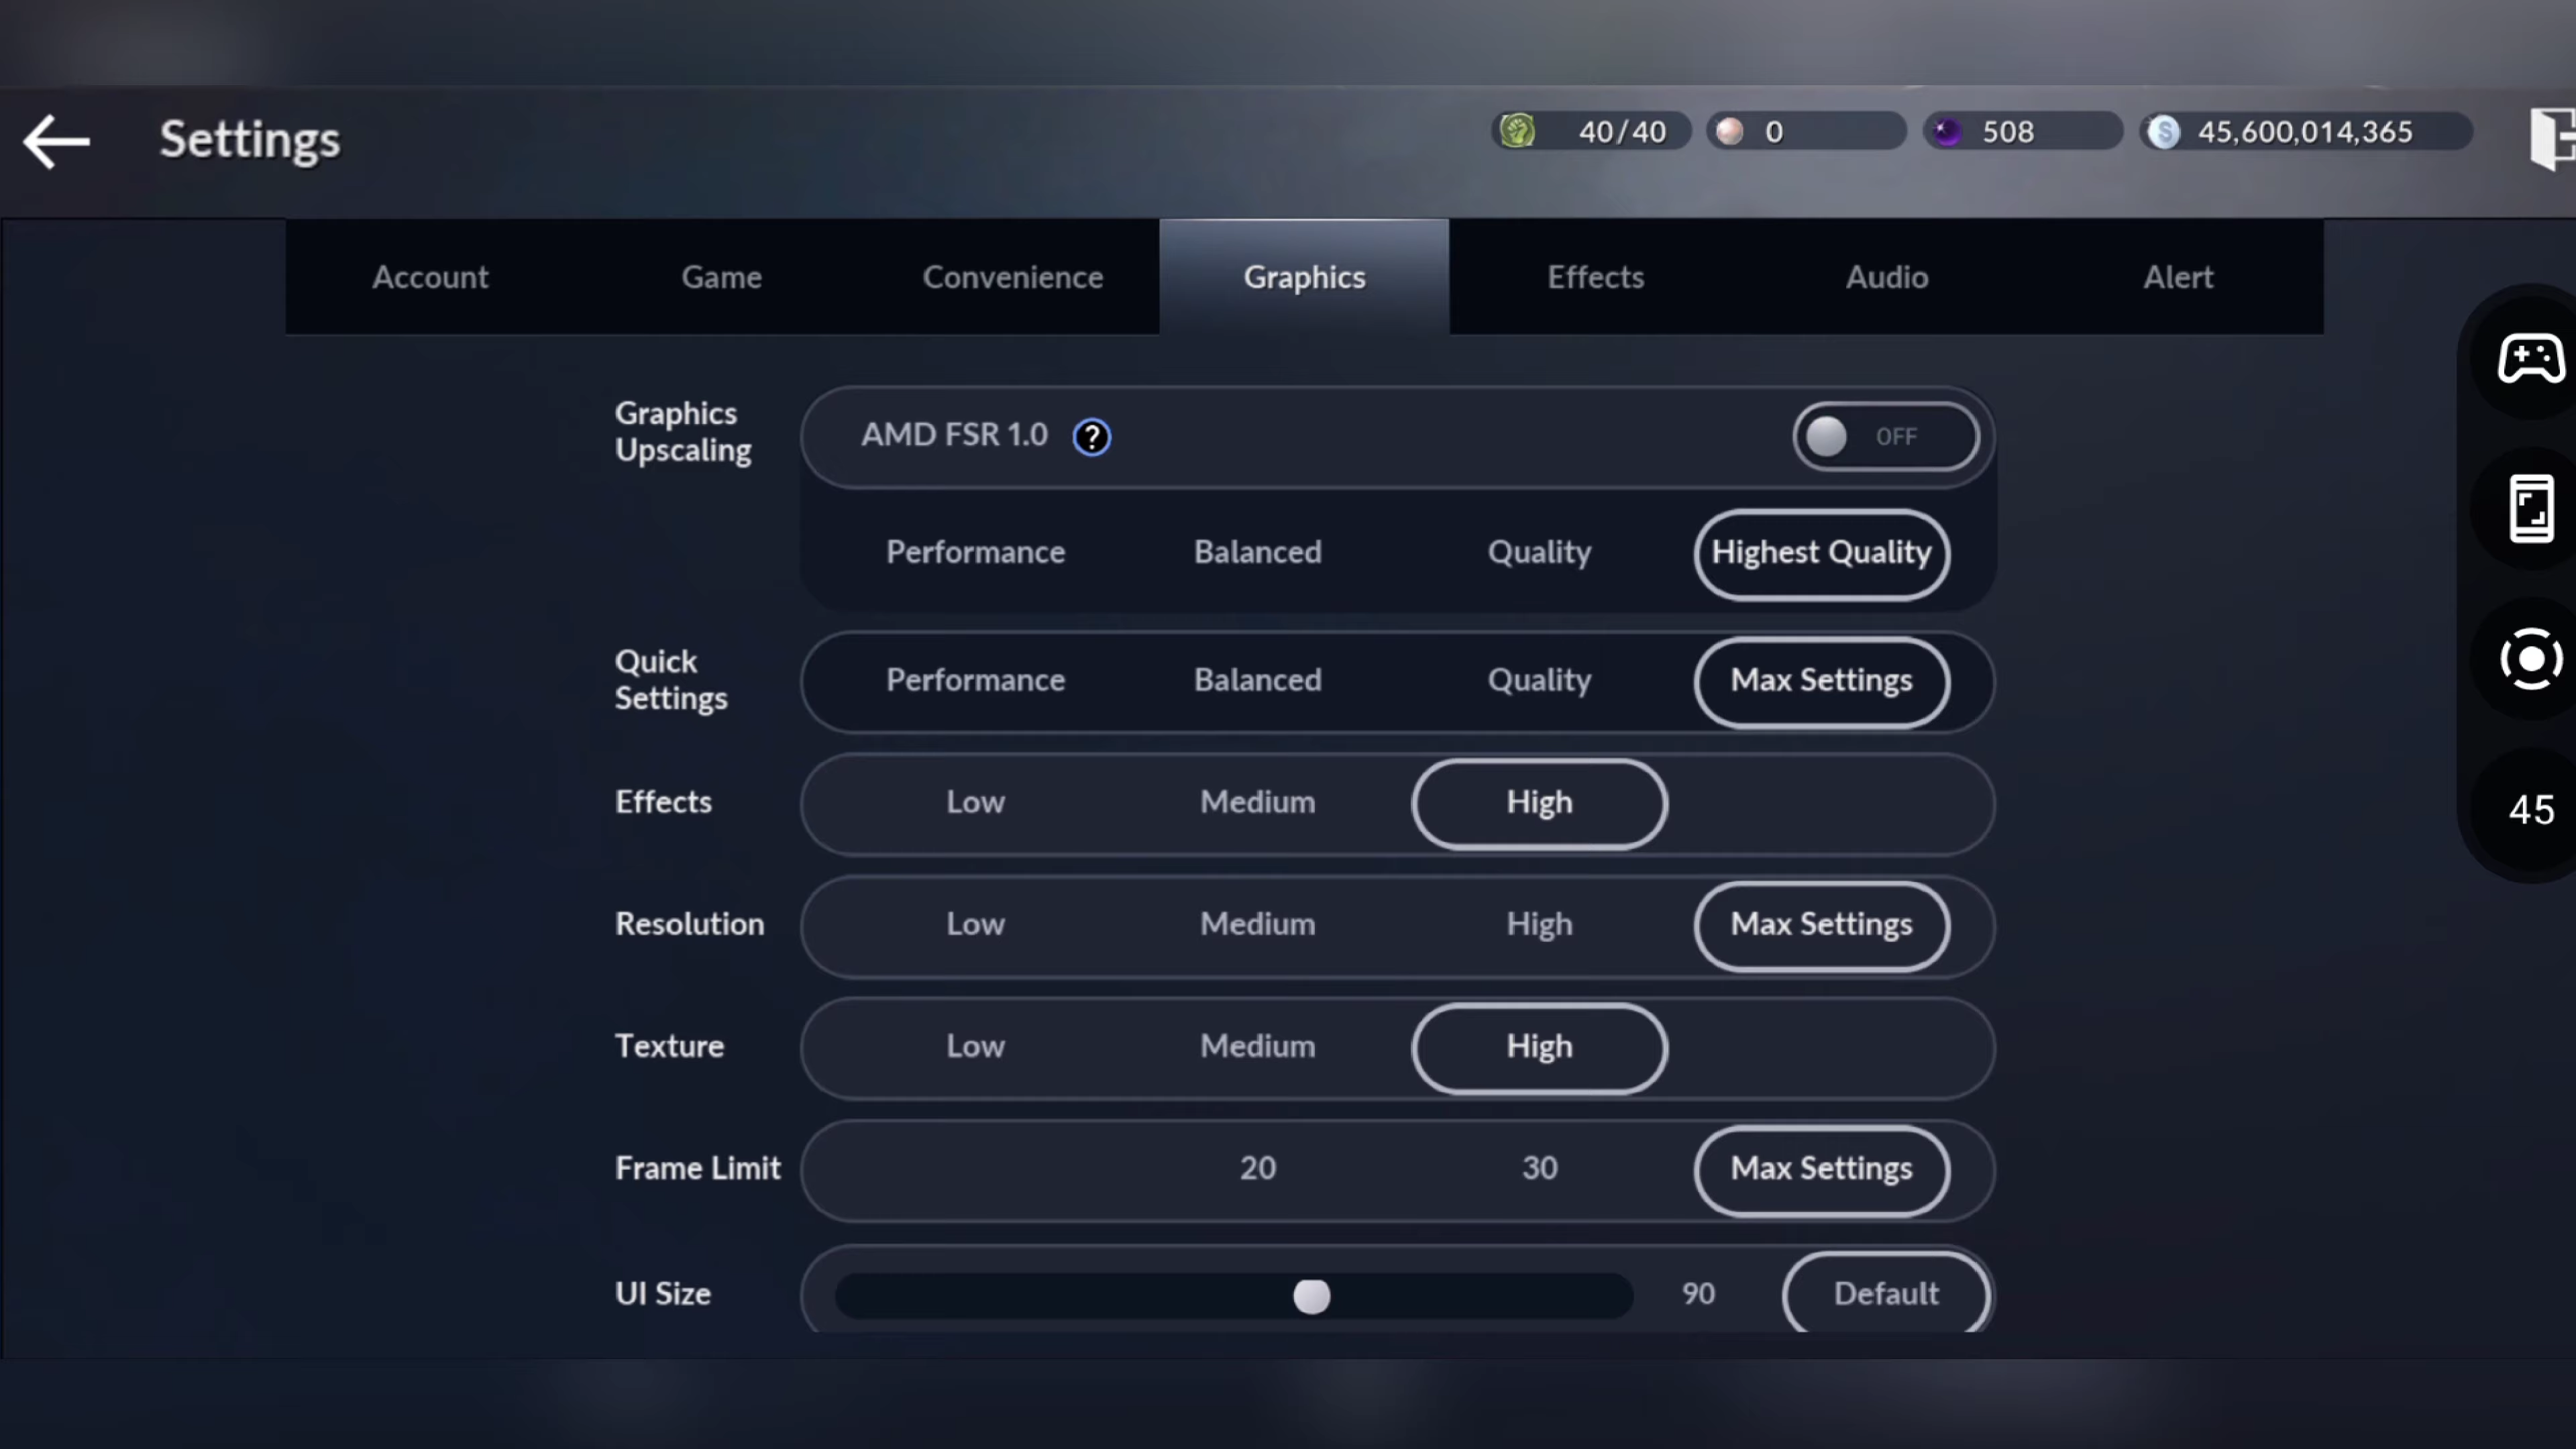 Settings
40/40
0
508
45,600,014,365
Account
Game
Convenience
Graphics
Effects
Audio
Alert
Graphics
Upscaling
AMD FSR 1.0
?
OFF
Performance
Balanced
Quality
Highest Quality
Quick
Settings
Performance
Balanced
Quality
Max Settings
Effects
Low
Medium
High
Resolution
Low
Medium
High
Max Settings
Texture
Low
Medium
High
Frame Limit
20
30
Max Settings
UI Size
90
Default
45